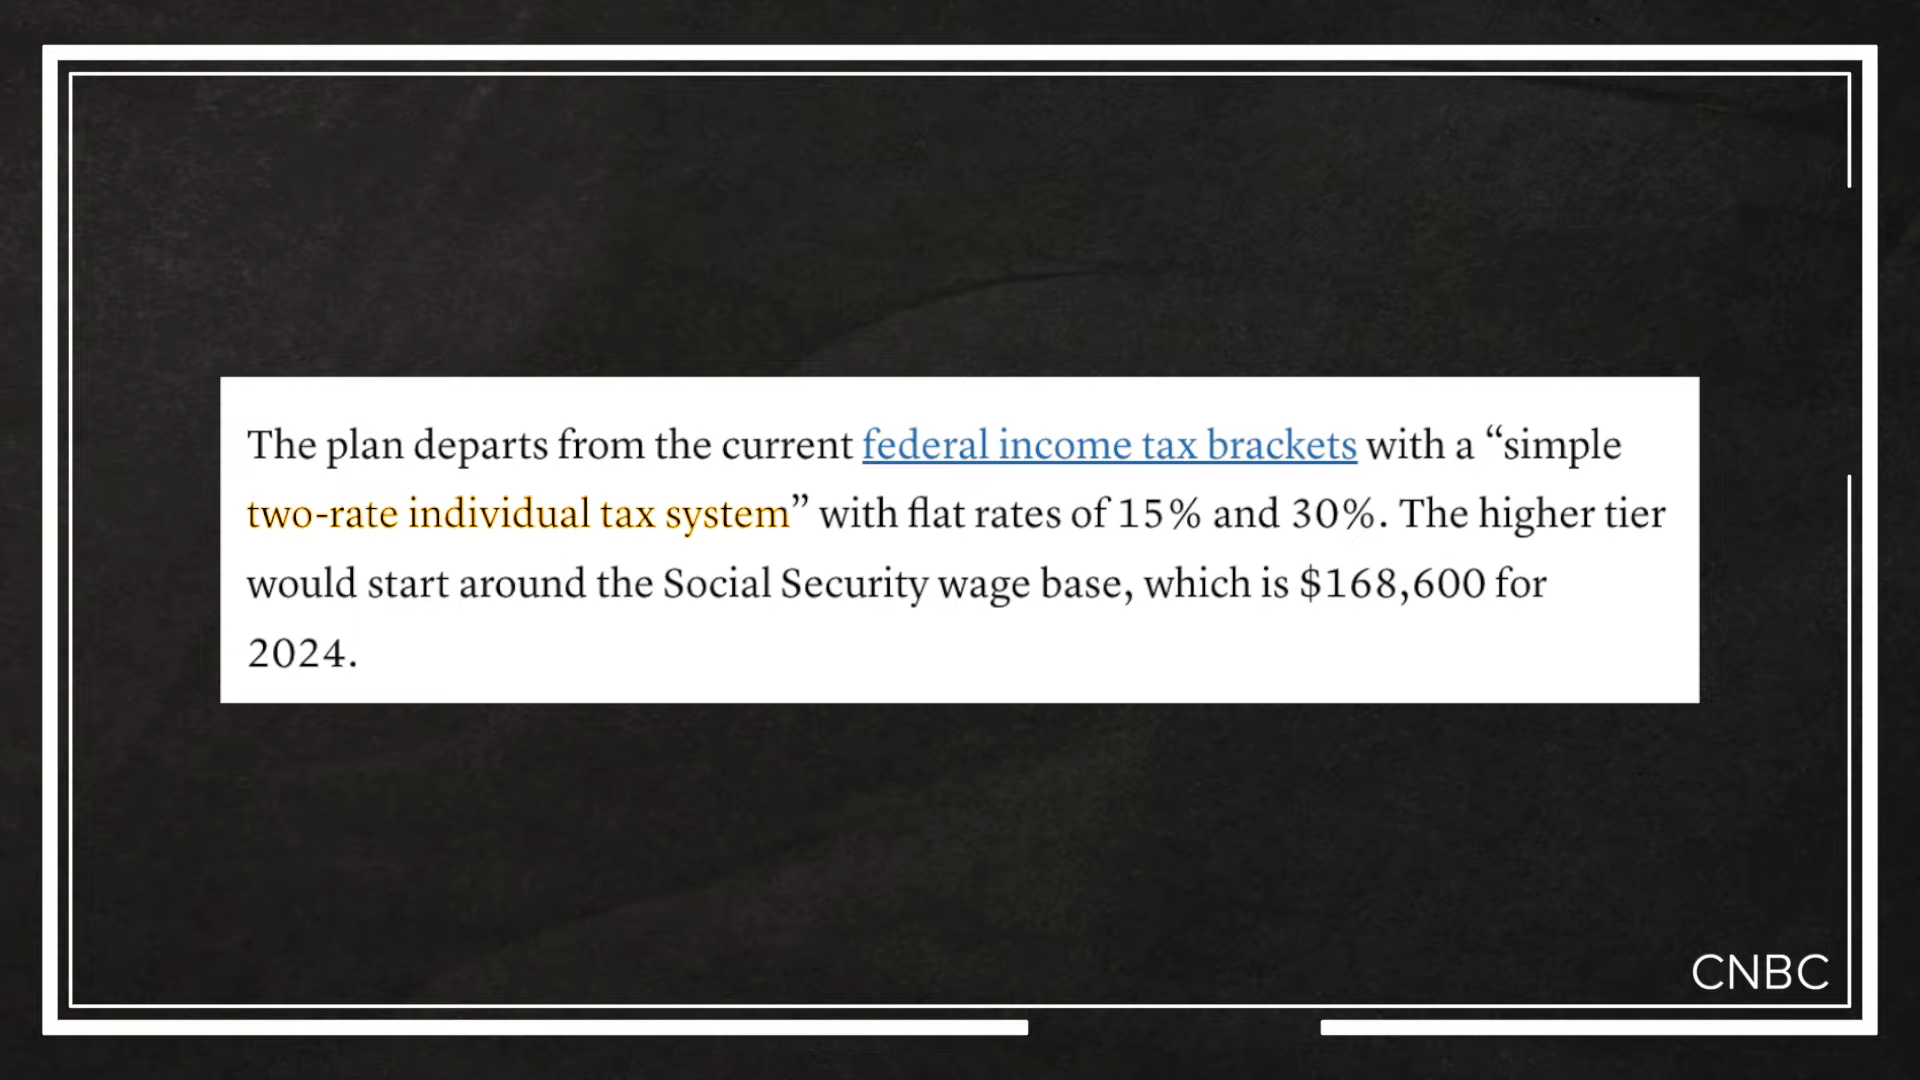 The plan departs from the current federal income tax brackets with a “simple
two-rate individual tax system” with flat rates of 15% and 30%. The higher tier
would start around the Social Security wage base, which is $168,600 for
2024.
CNBC